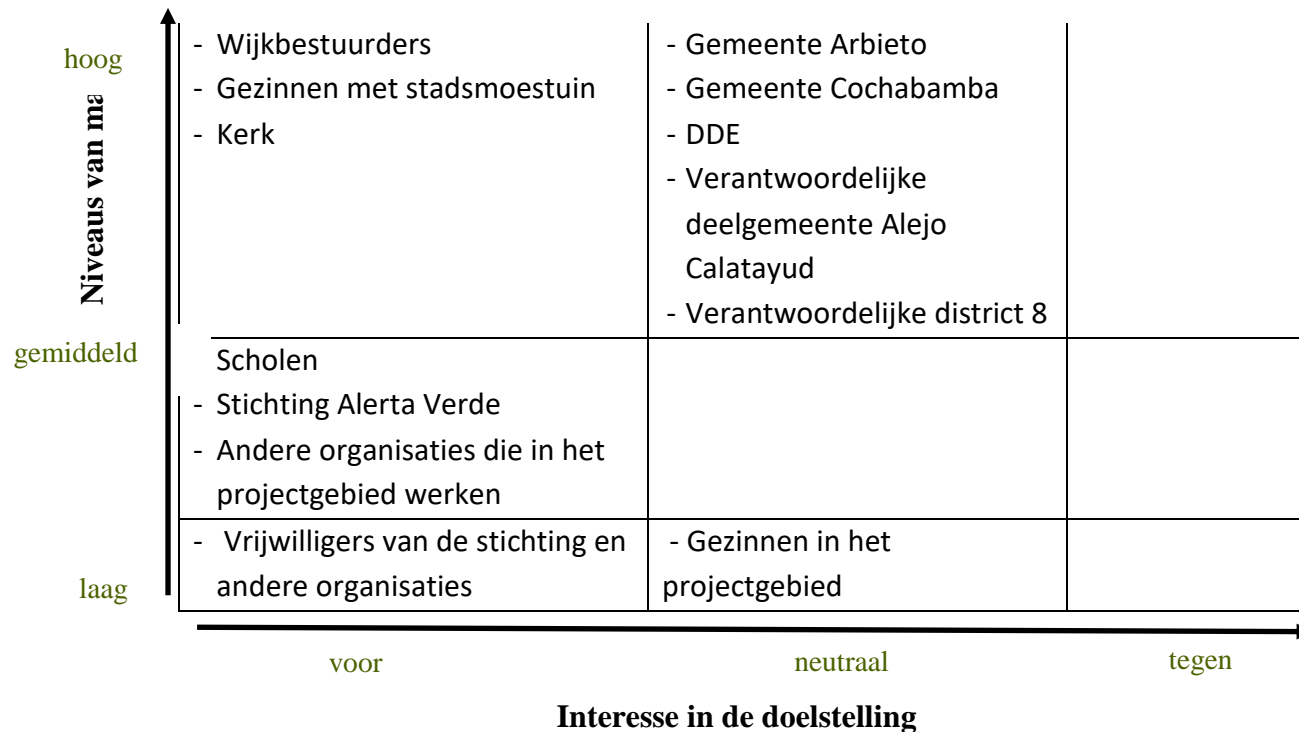 hoog
Niveaus van ma
gemiddeld
laag
- Wijkbestuurders
- Gezinnen met stadsmoestuin
- Kerk
- Gemeente Arbieto
- Gemeente Cochabamba
- DDE
- Verantwoordelijke
deelgemeente Alejo
Calatayud
- Verantwoordelijke district 8
Scholen
- Stichting Alerta Verde
- Andere organisaties die in het
projectgebied werken
- Vrijwilligers van de stichting en
andere organisaties
- Gezinnen in het
projectgebied
voor
neutraal
tegen
Interesse in de doelstelling